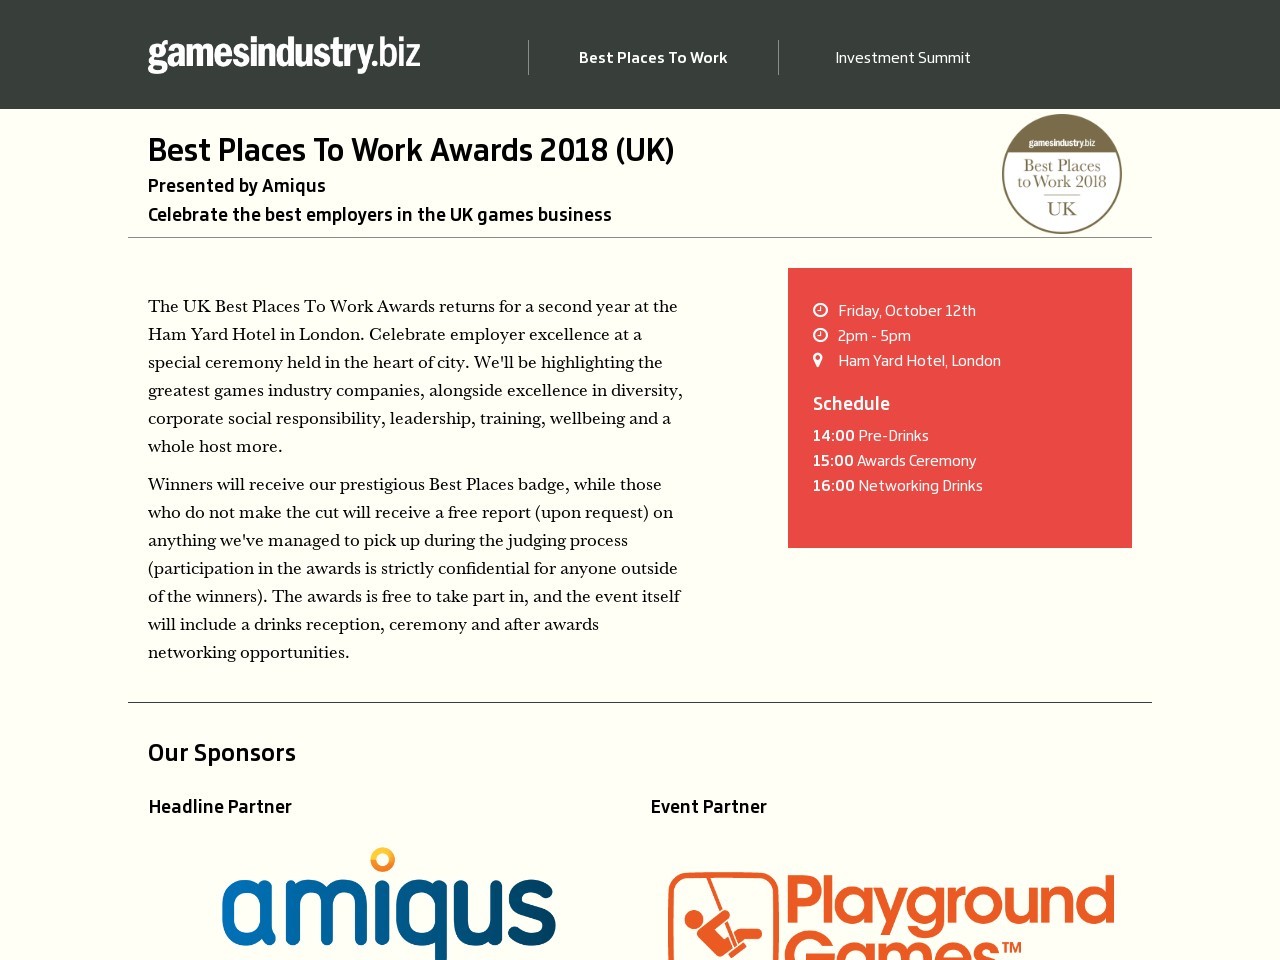 gamesindustry.biz
Best Places To Work
Investment Summit
Best Places To Work Awards 2018 (UK)
Presented by Amiqus
Celebrate the best employers in the UK games business
gamesindustry.biz
Best Places
to Work 2018
UK
The UK Best Places To Work Awards returns for a second year at the
Ham Yard Hotel in London. Celebrate employer excellence at a
special ceremony held in the heart of city. We'll be highlighting the
greatest games industry companies, alongside excellence in diversity,
corporate social responsibility, leadership, training, wellbeing and a
whole host more.
Winners will receive our prestigious Best Places badge, while those
who do not make the cut will receive a free report (upon request) on
anything we've managed to pick up during the judging process
(participation in the awards is strictly confidential for anyone outside
of the winners). The awards is free to take part in, and the event itself
will include a drinks reception, ceremony and after awards
networking opportunities.
Friday, October 12th
2pm - 5pm
Ham Yard Hotel, London
Schedule
14:00 Pre-Drinks
15:00 Awards Ceremony
16:00 Networking Drinks
Our Sponsors
Headline Partner
Event Partner
amiqus
Playground
Games™